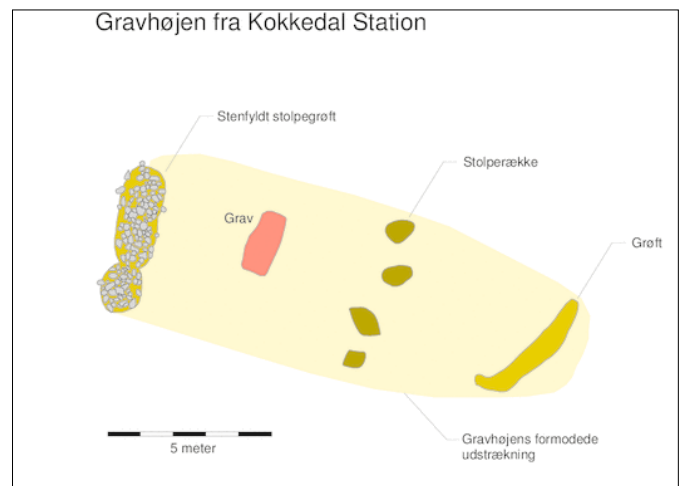 Gravhøjen fra Kokkedal Station
Stenfyldt stolpegrøft
Stolperække
Grav
Grøft
Gravhøjens formodede
udstrækning
5 meter